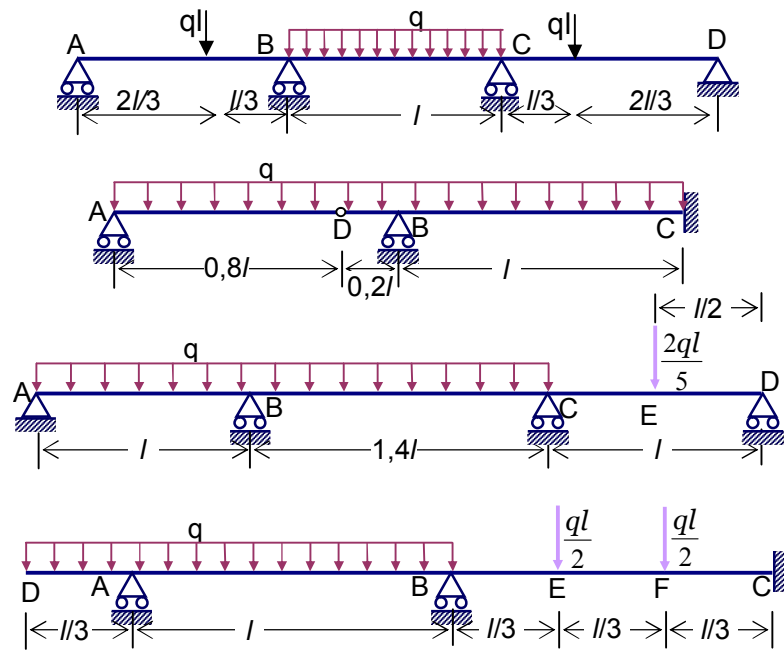 ql q ql
A B C D
2l/3 l/3 l l/3 2l/3
q
A D B C
0,8l 0,2l l
l/2
q 2ql/5
A B C E D
l 1,4l l
q ql/2 ql/2
D A B E F C
l/3 l l/3 l/3 l/3